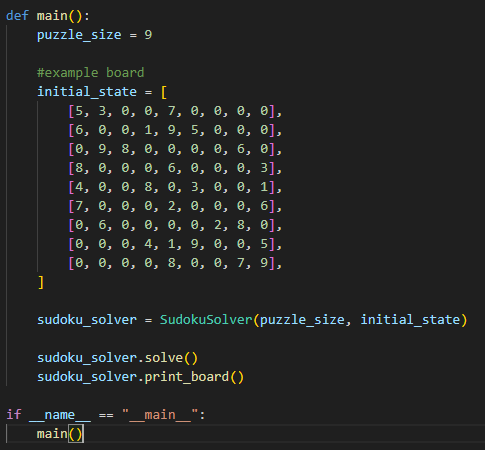 def main():
    puzzle_size = 9

    #example board
    initial_state = [
        [5, 3, 0, 0, 7, 0, 0, 0, 0],
        [6, 0, 0, 1, 9, 5, 0, 0, 0],
        [0, 9, 8, 0, 0, 0, 0, 6, 0],
        [8, 0, 0, 0, 6, 0, 0, 0, 3],
        [4, 0, 0, 8, 0, 3, 0, 0, 1],
        [7, 0, 0, 0, 2, 0, 0, 0, 6],
        [0, 6, 0, 0, 0, 0, 2, 8, 0],
        [0, 0, 0, 4, 1, 9, 0, 0, 5],
        [0, 0, 0, 0, 8, 0, 0, 7, 9],
    ]

    sudoku_solver = SudokuSolver(puzzle_size, initial_state)

    sudoku_solver.solve()
    sudoku_solver.print_board()

if __name__ == "__main__":
    main()